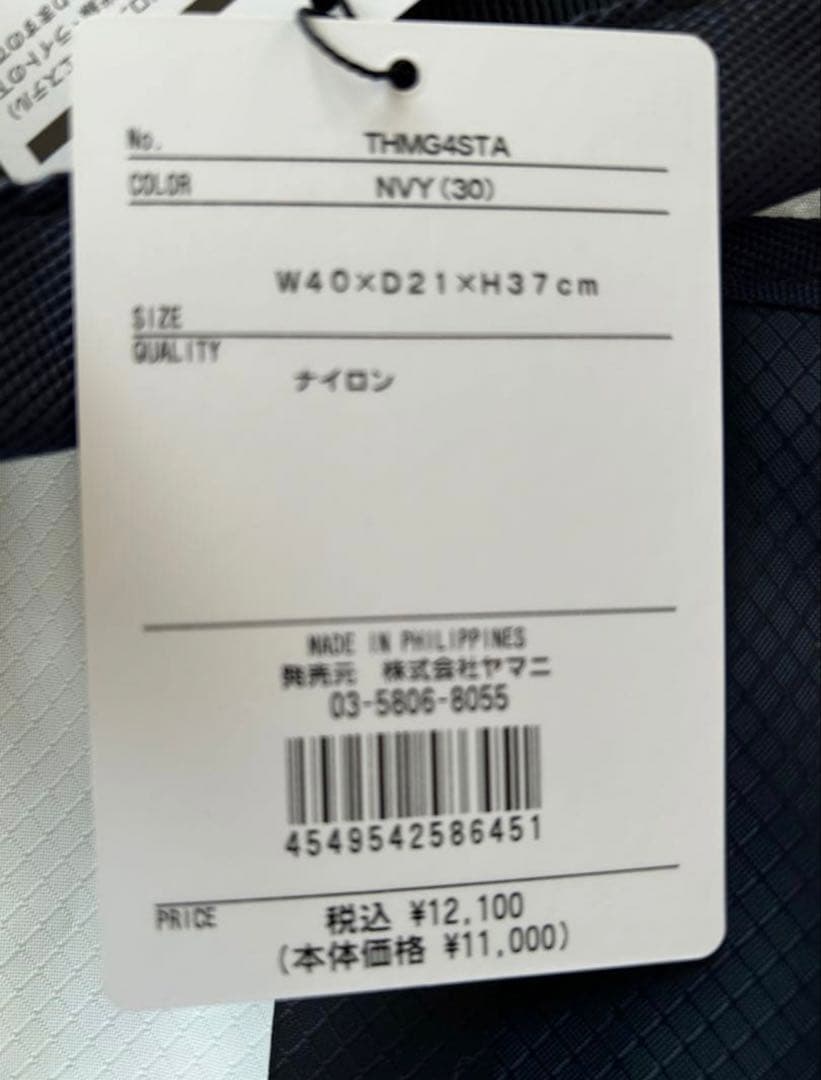 No. THMG4STA
COLOR NVY(30)
W40×D21×H37cm
SIZE
QUALITY
ナイロン
MADE IN PHILIPPINES
発売元 株式会社ヤマニ
03-5806-8055
4549542586451
PRICE 税込 ¥12,100
(本体価格 ¥11,000)